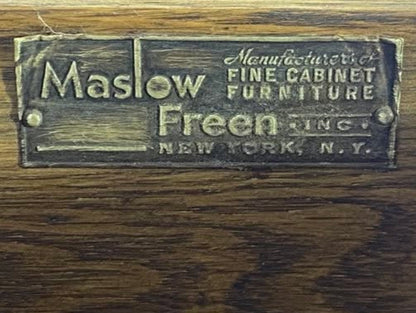 Maslow
Freen INC.
NEW YORK, N.Y.
Manufacturers of
FINE CABINET
FURNITURE